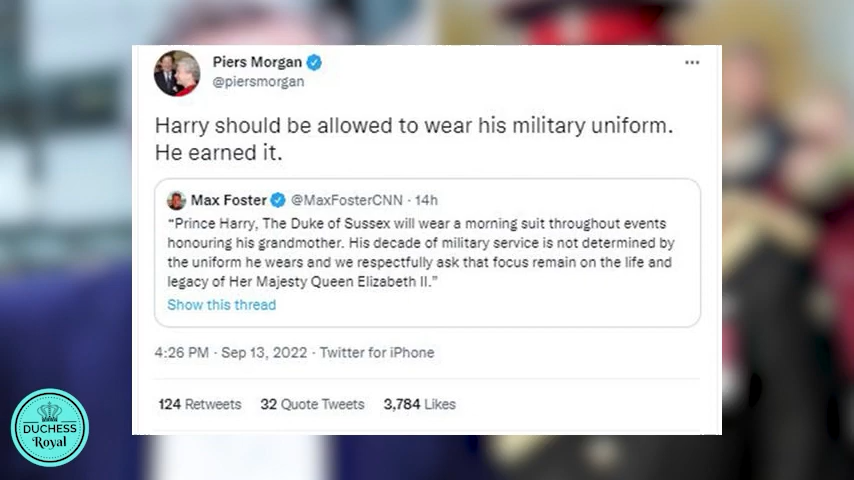 Piers Morgan
@piersmorgan
Harry should be allowed to wear his military uniform.
He earned it.
Max Foster @MaxFosterCNN · 14h
“Prince Harry, The Duke of Sussex will wear a morning suit throughout events
honouring his grandmother. His decade of military service is not determined by
the uniform he wears and we respectfully ask that focus remain on the life and
legacy of Her Majesty Queen Elizabeth II.”
Show this thread
4:26 PM · Sep 13, 2022 · Twitter for iPhone
124 Retweets 32 Quote Tweets 3,784 Likes
DUCHESS
Royal